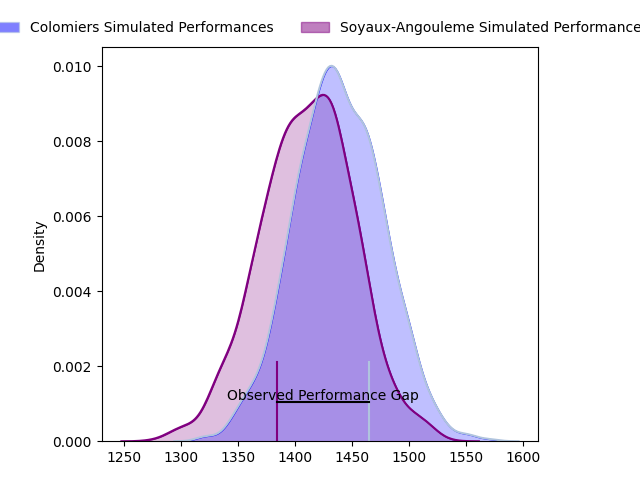 Colomiers Simulated Performances
Soyaux-Angouleme Simulated Performance
0.010
0.008
0.006
0.004
0.002
0.000
Density
Observed Performance Gap
1250 1300 1350 1400 1450 1500 1550 1600